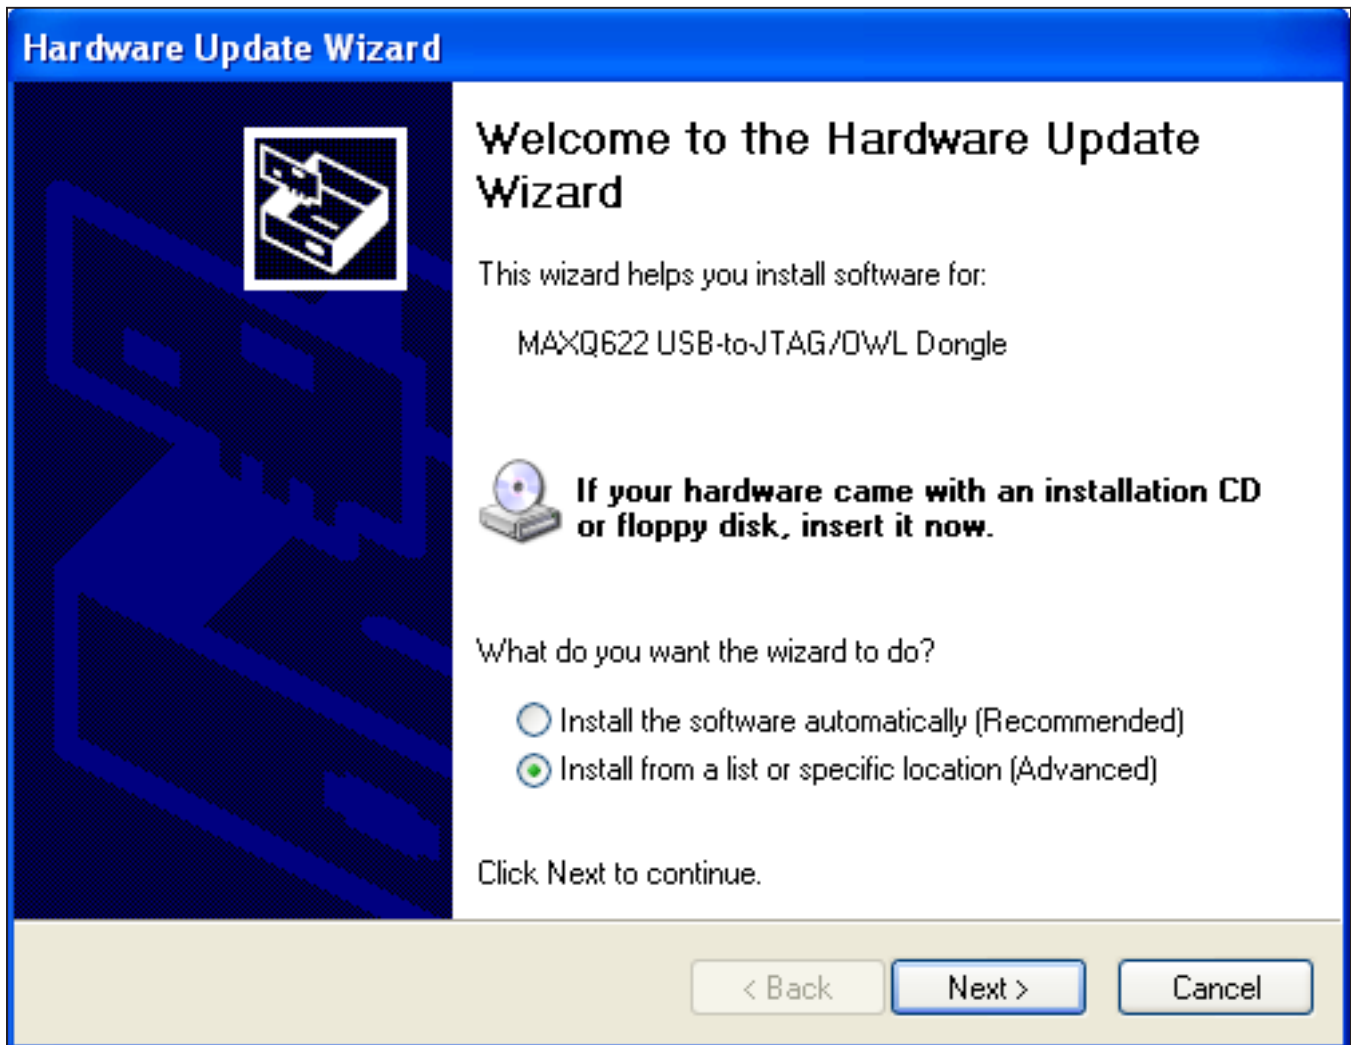 Hardware Update Wizard
Welcome to the Hardware Update
Wizard
This wizard helps you install software for:
MAXQ622 USB-to-JTAG/OWL Dongle
If your hardware came with an installation CD
or floppy disk, insert it now.
What do you want the wizard to do?
Install the software automatically (Recommended)
Install from a list or specific location (Advanced)
Click Next to continue.
< Back
Next >
Cancel